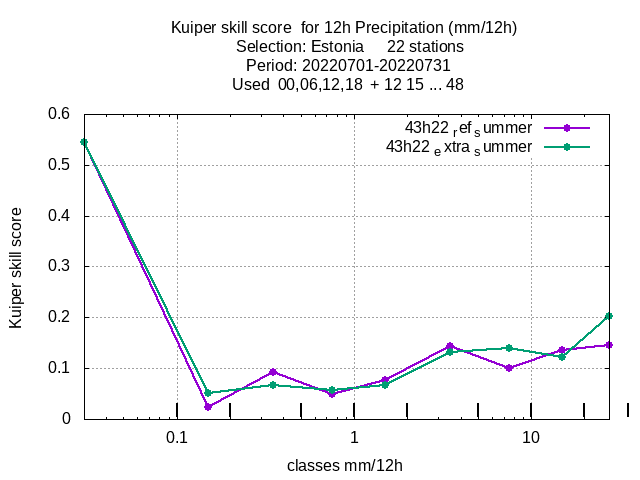 Kuiper skill score  for 12h Precipitation (mm/12h)
Selection: Estonia     22 stations
Period: 20220701-20220731
Used  00,06,12,18  + 12 15 ... 48
43h22 ref summer
43h22 extra summer
0.6
0.5
0.4
0.3
0.2
0.1
0
Kuiper skill score
0.1 1 10
classes mm/12h